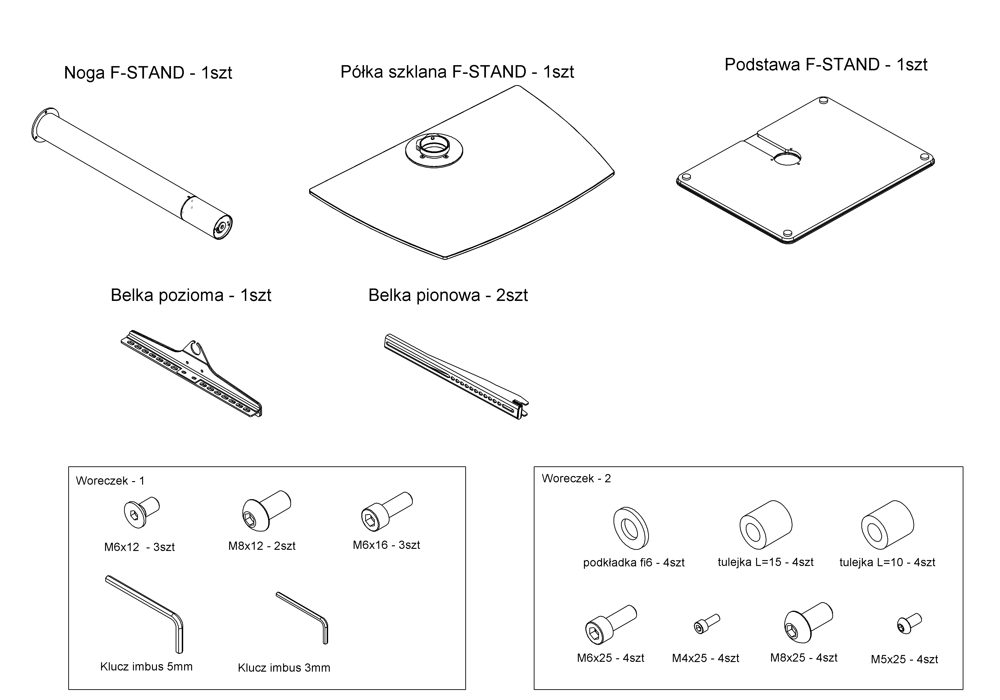 Noga F-STAND - 1szt
Półka szklana F-STAND - 1szt
Podstawa F-STAND - 1szt
Belka pozioma - 1szt
Belka pionowa - 2szt
Woreczek - 1
M6x12 - 3szt
M8x12 - 2szt
M6x16 - 3szt
Klucz imbus 5mm
Klucz imbus 3mm
Woreczek - 2
podkładka fi6 - 4szt
tulejka L=15 - 4szt
tulejka L=10 - 4szt
M6x25 - 4szt
M4x25 - 4szt
M8x25 - 4szt
M5x25 - 4szt